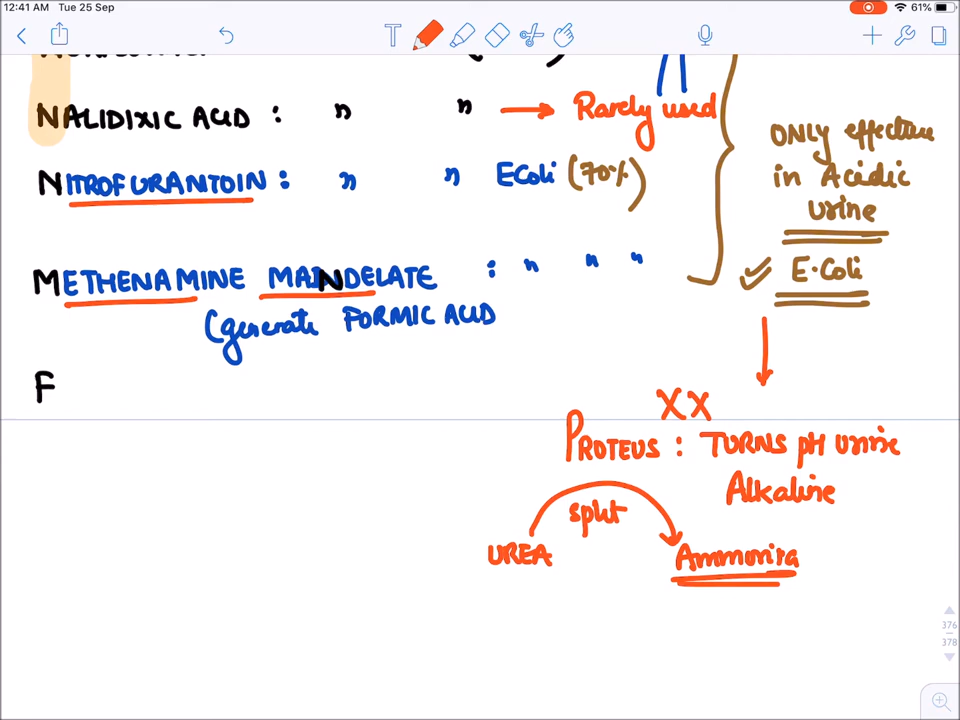 12:41 AM Tue 25 Sep
61%
T
NALIDIXIC ACID : " " → Rarely used
NITROFURANTOIN : " " EColi (70%)
METHENAMINE MANDELATE : " " "
(generate FORMIC ACID
F
ONLY effective
in Acidic
urine
✓ E.Coli
XX
PROTEUS : TURNS pH urine
Alkaline
split
UREA
Ammonia
376
378